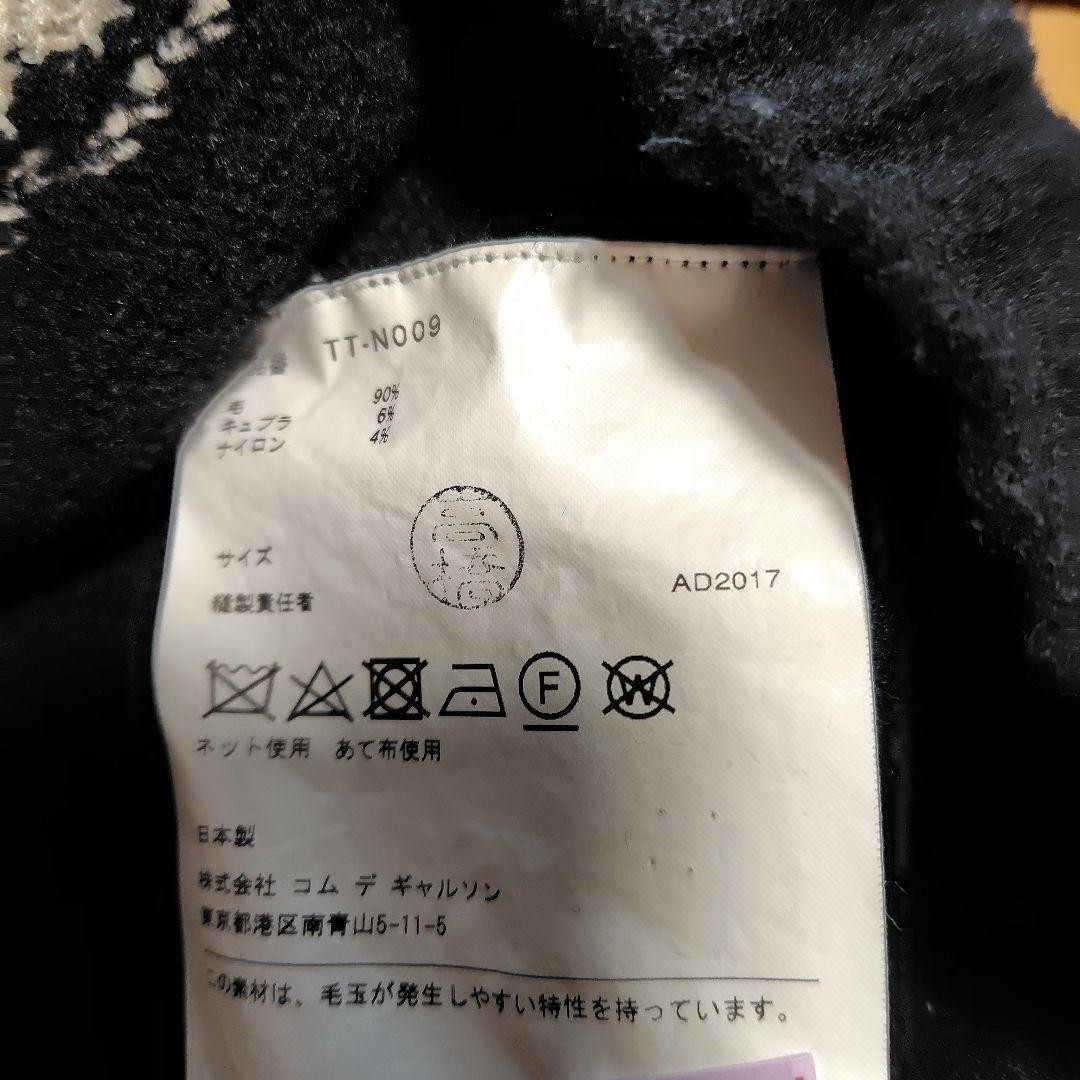 品番 TT-N009
毛 90%
キュプラ 6%
ナイロン 4%
サイズ
縫製責任者
AD2017
F
W
ネット使用 あて布使用
日本製
株式会社 コム デ ギャルソン
東京都港区南青山5-11-5
この素材は、毛玉が発生しやすい特性を持っています。